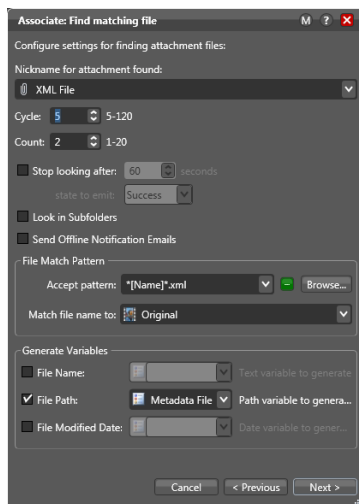 Associate: Find matching file M ? X
Configure settings for finding attachment files:
Nickname for attachment found:
XML File
Cycle: 5 5-120
Count: 2 1-20
Stop looking after: 60 seconds
state to emit: Success
Look in Subfolders
Send Offline Notification Emails
File Match Pattern
Accept pattern: *[Name]*.xml Browse...
Match file name to: Original
Generate Variables
File Name: Text variable to generate
File Path: Metadata File Path variable to genera...
File Modified Date: Date variable to gener...
Cancel < Previous Next >